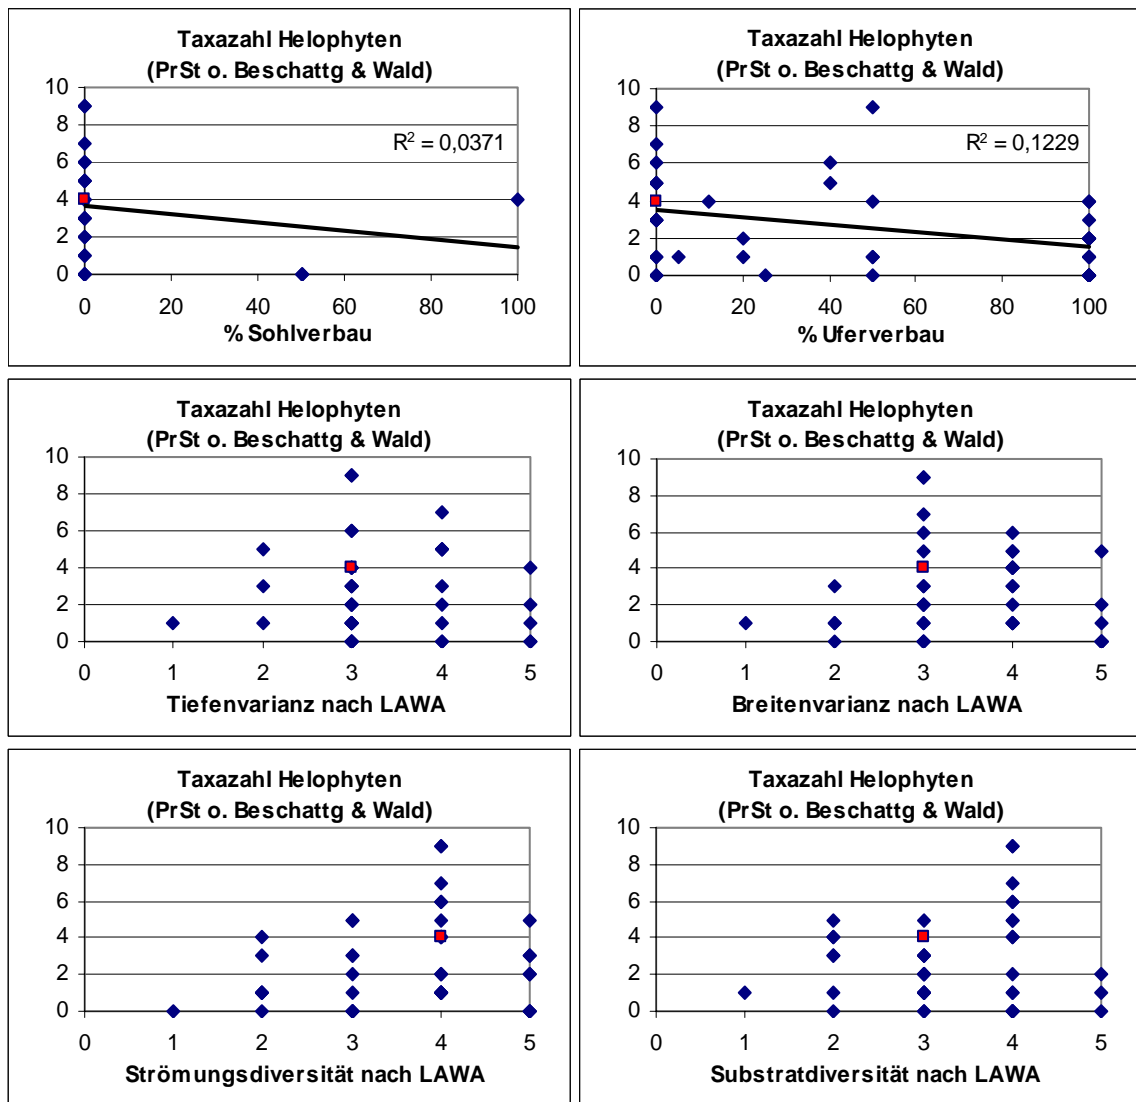 Taxazahl Helophyten
(PrSt o. Beschattg & Wald)
10
8
6
4
2
0
R² = 0,0371
0 20 40 60 80 100
% Sohlverbau
Taxazahl Helophyten
(PrSt o. Beschattg & Wald)
10
8
6
4
2
0
R² = 0,1229
0 20 40 60 80 100
% Uferverbau
Taxazahl Helophyten
(PrSt o. Beschattg & Wald)
10
8
6
4
2
0
0 1 2 3 4 5
Tiefenvarianz nach LAWA
Taxazahl Helophyten
(PrSt o. Beschattg & Wald)
10
8
6
4
2
0
0 1 2 3 4 5
Breitenvarianz nach LAWA
Taxazahl Helophyten
(PrSt o. Beschattg & Wald)
10
8
6
4
2
0
0 1 2 3 4 5
Strömungsdiversität nach LAWA
Taxazahl Helophyten
(PrSt o. Beschattg & Wald)
10
8
6
4
2
0
0 1 2 3 4 5
Substratdiversität nach LAWA